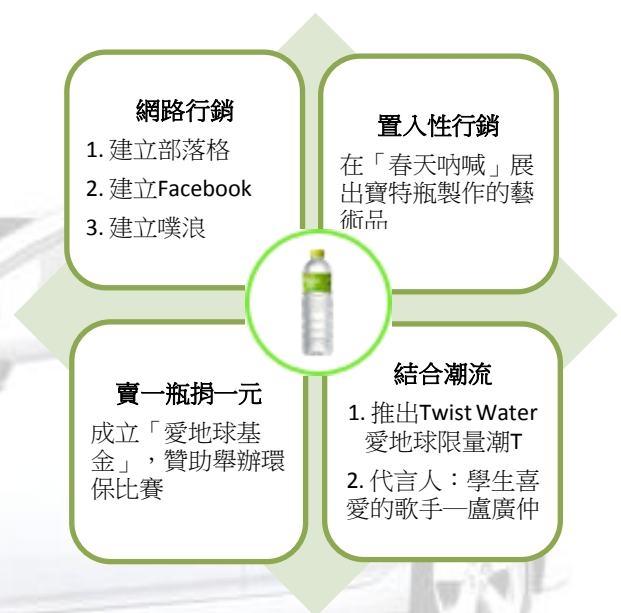 網路行銷
1. 建立部落格
2. 建立Facebook
3. 建立噗浪
置入性行銷
在「春天吶喊」展
出寶特瓶製作的藝
術品
賣一瓶捐一元
成立「愛地球基
金」，贊助舉辦環
保比賽
結合潮流
1. 推出Twist Water
愛地球限量潮T
2. 代言人：學生喜
愛的歌手─盧廣仲